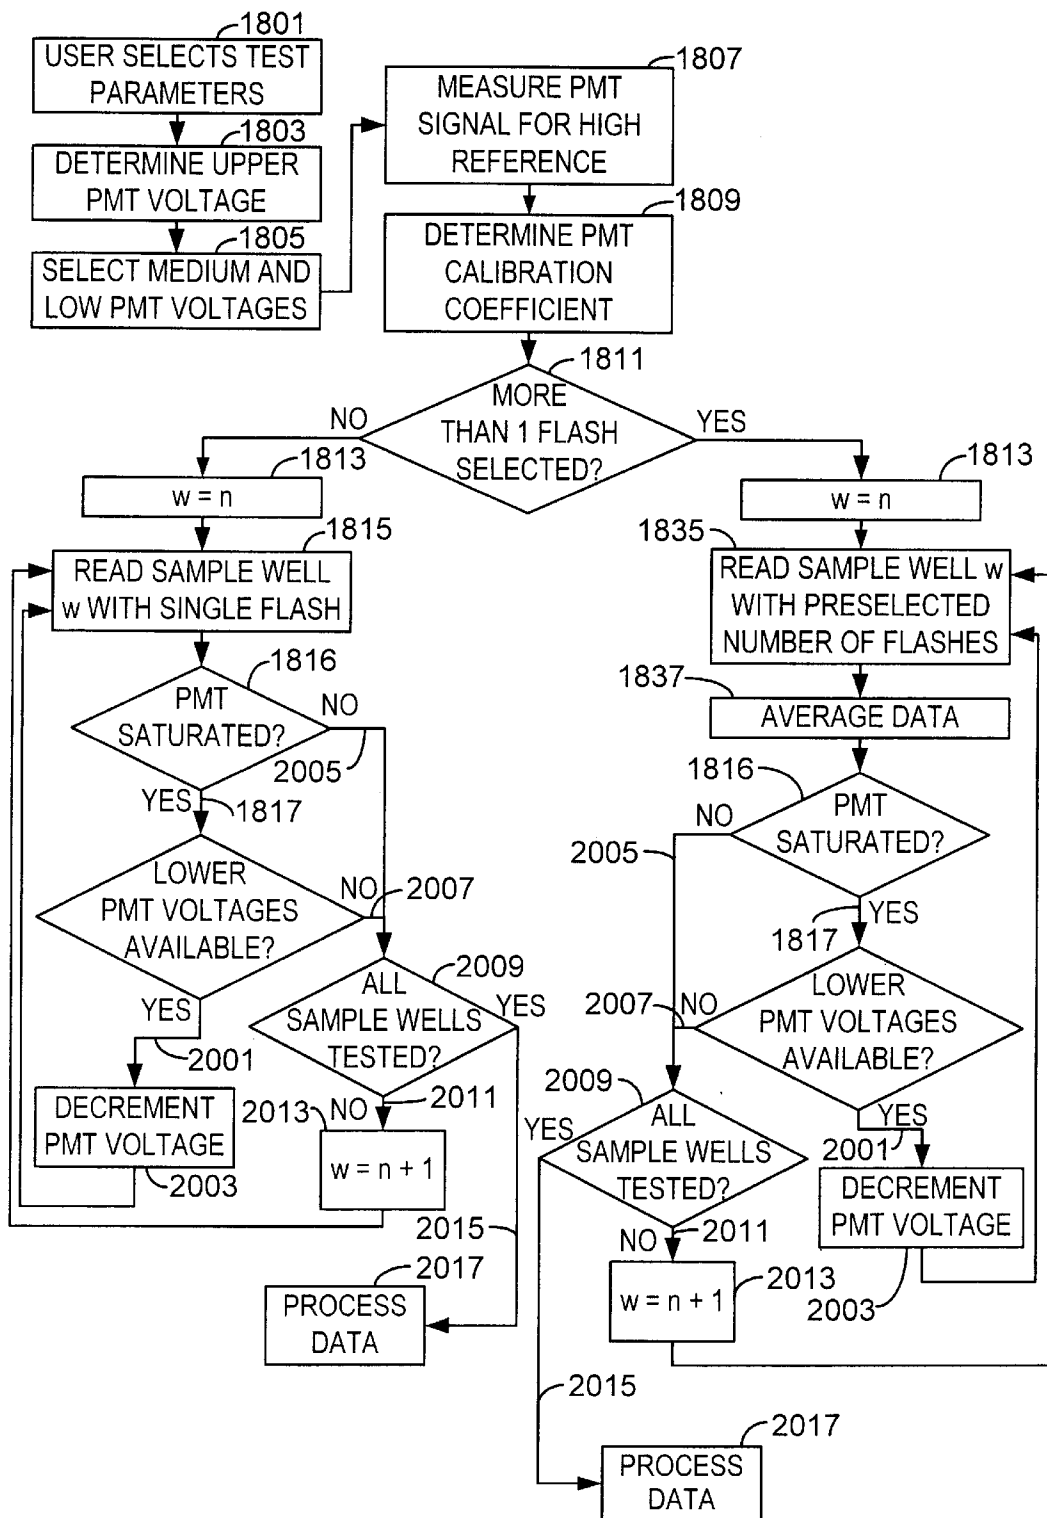 1801
USER SELECTS TEST
PARAMETERS
1803
DETERMINE UPPER
PMT VOLTAGE
1805
SELECT MEDIUM AND
LOW PMT VOLTAGES
1807
MEASURE PMT
SIGNAL FOR HIGH
REFERENCE
1809
DETERMINE PMT
CALIBRATION
COEFFICIENT
1811
MORE
THAN 1 FLASH
SELECTED?
NO
YES
1813
w = n
1815
READ SAMPLE WELL
w WITH SINGLE FLASH
1816
PMT
SATURATED?
NO
2005
YES
1817
LOWER
PMT VOLTAGES
AVAILABLE?
NO
2007
YES
2001
DECREMENT
PMT VOLTAGE
2003
2009
ALL
SAMPLE WELLS
TESTED?
YES
NO
2011
2013
w = n + 1
2015
2017
PROCESS
DATA
1813
w = n
1835
READ SAMPLE WELL w
WITH PRESELECTED
NUMBER OF FLASHES
1837
AVERAGE DATA
1816
PMT
SATURATED?
NO
2005
YES
1817
LOWER
PMT VOLTAGES
AVAILABLE?
NO
2007
YES
2001
DECREMENT
PMT VOLTAGE
2003
2009
ALL
SAMPLE WELLS
TESTED?
YES
NO
2011
2013
w = n + 1
2015
2017
PROCESS
DATA